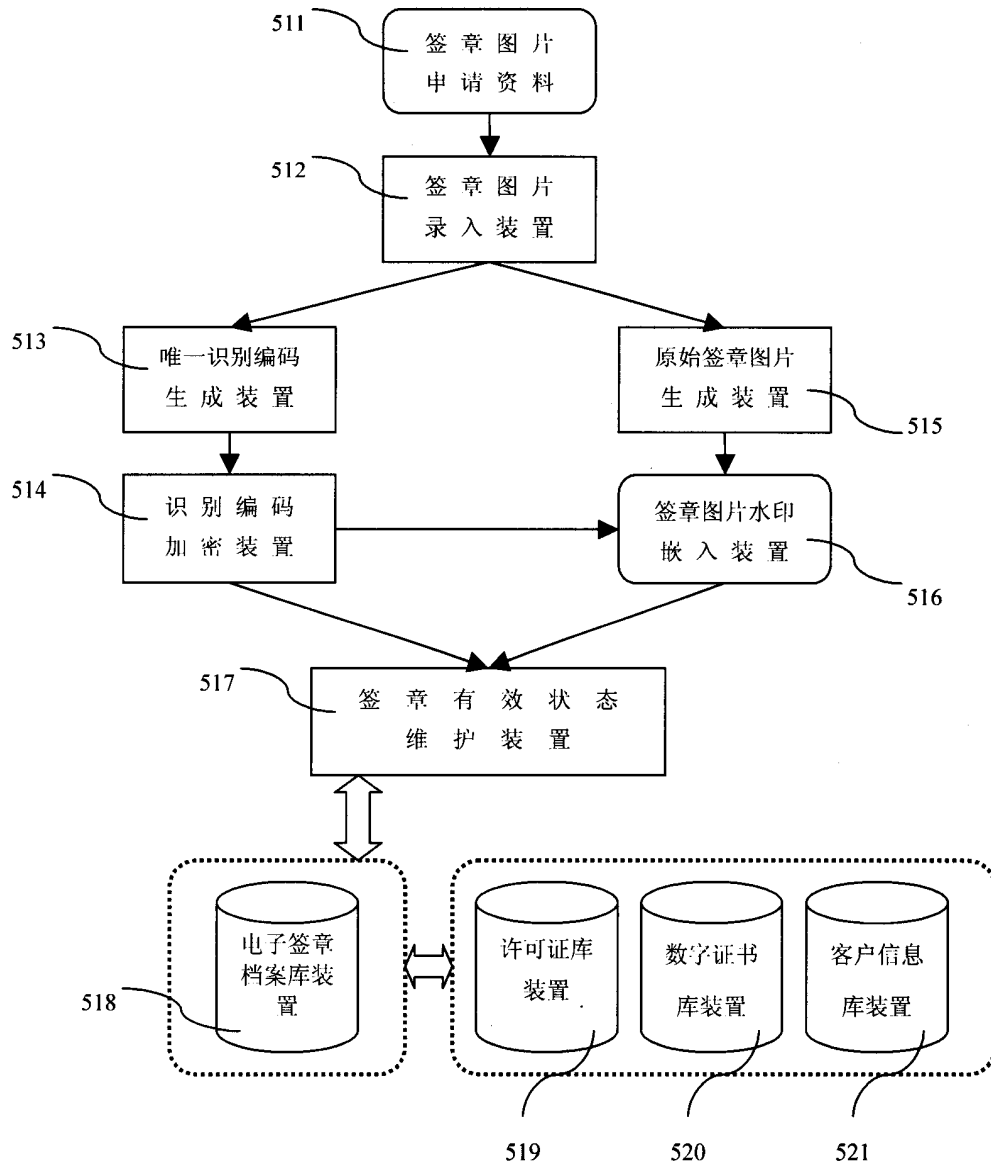 511
签章图片
申请资料
512
签章图片
录入装置
513
唯一识别编码
生成装置
原始签章图片
生成装置
515
514
识别编码
加密装置
签章图片水印
嵌入装置
516
517
签章有效状态
维护装置
电子签章
档案库装
置
518
许可证库
装置
数字证书
库装置
客户信息
库装置
519
520
521